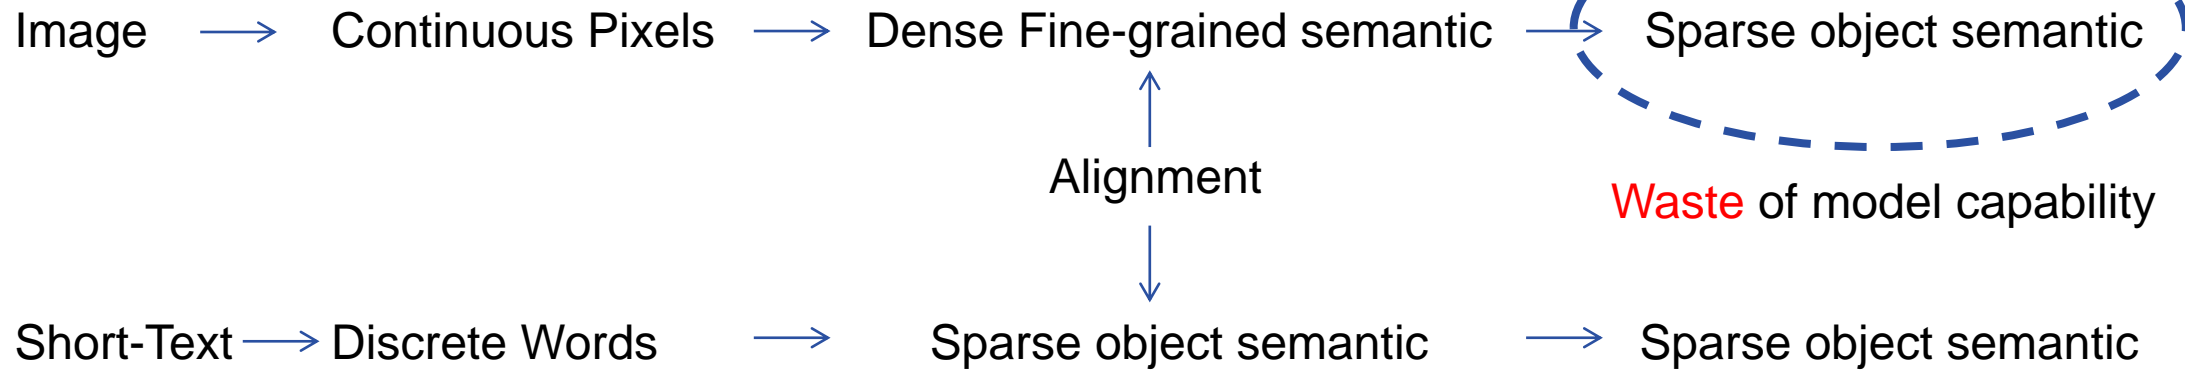 Image Continuous Pixels Dense Fine-grained semantic Sparse object semantic
Alignment
Waste of model capability
Short-Text Discrete Words Sparse object semantic Sparse object semantic